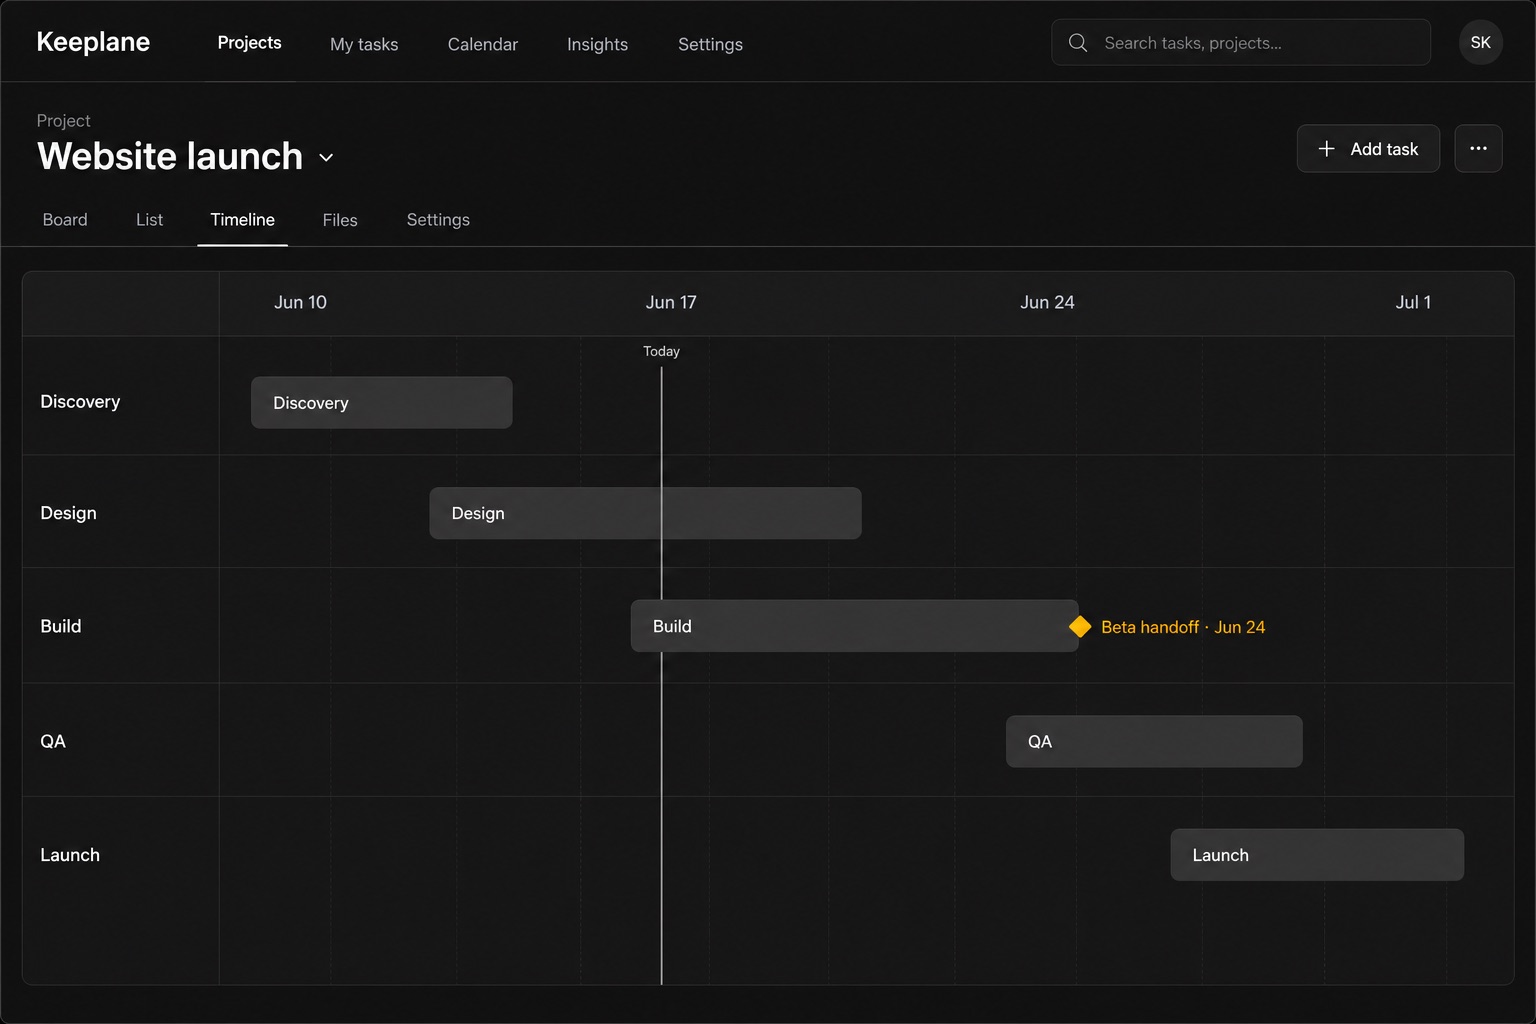 Keeplane
Projects
My tasks
Calendar
Insights
Settings
Search tasks, projects...
SK
Project
Website launch
Add task
Board
List
Timeline
Files
Settings
Jun 10
Jun 17
Jun 24
Jul 1
Today
Discovery
Discovery
Design
Design
Build
Build
Beta handoff · Jun 24
QA
QA
Launch
Launch